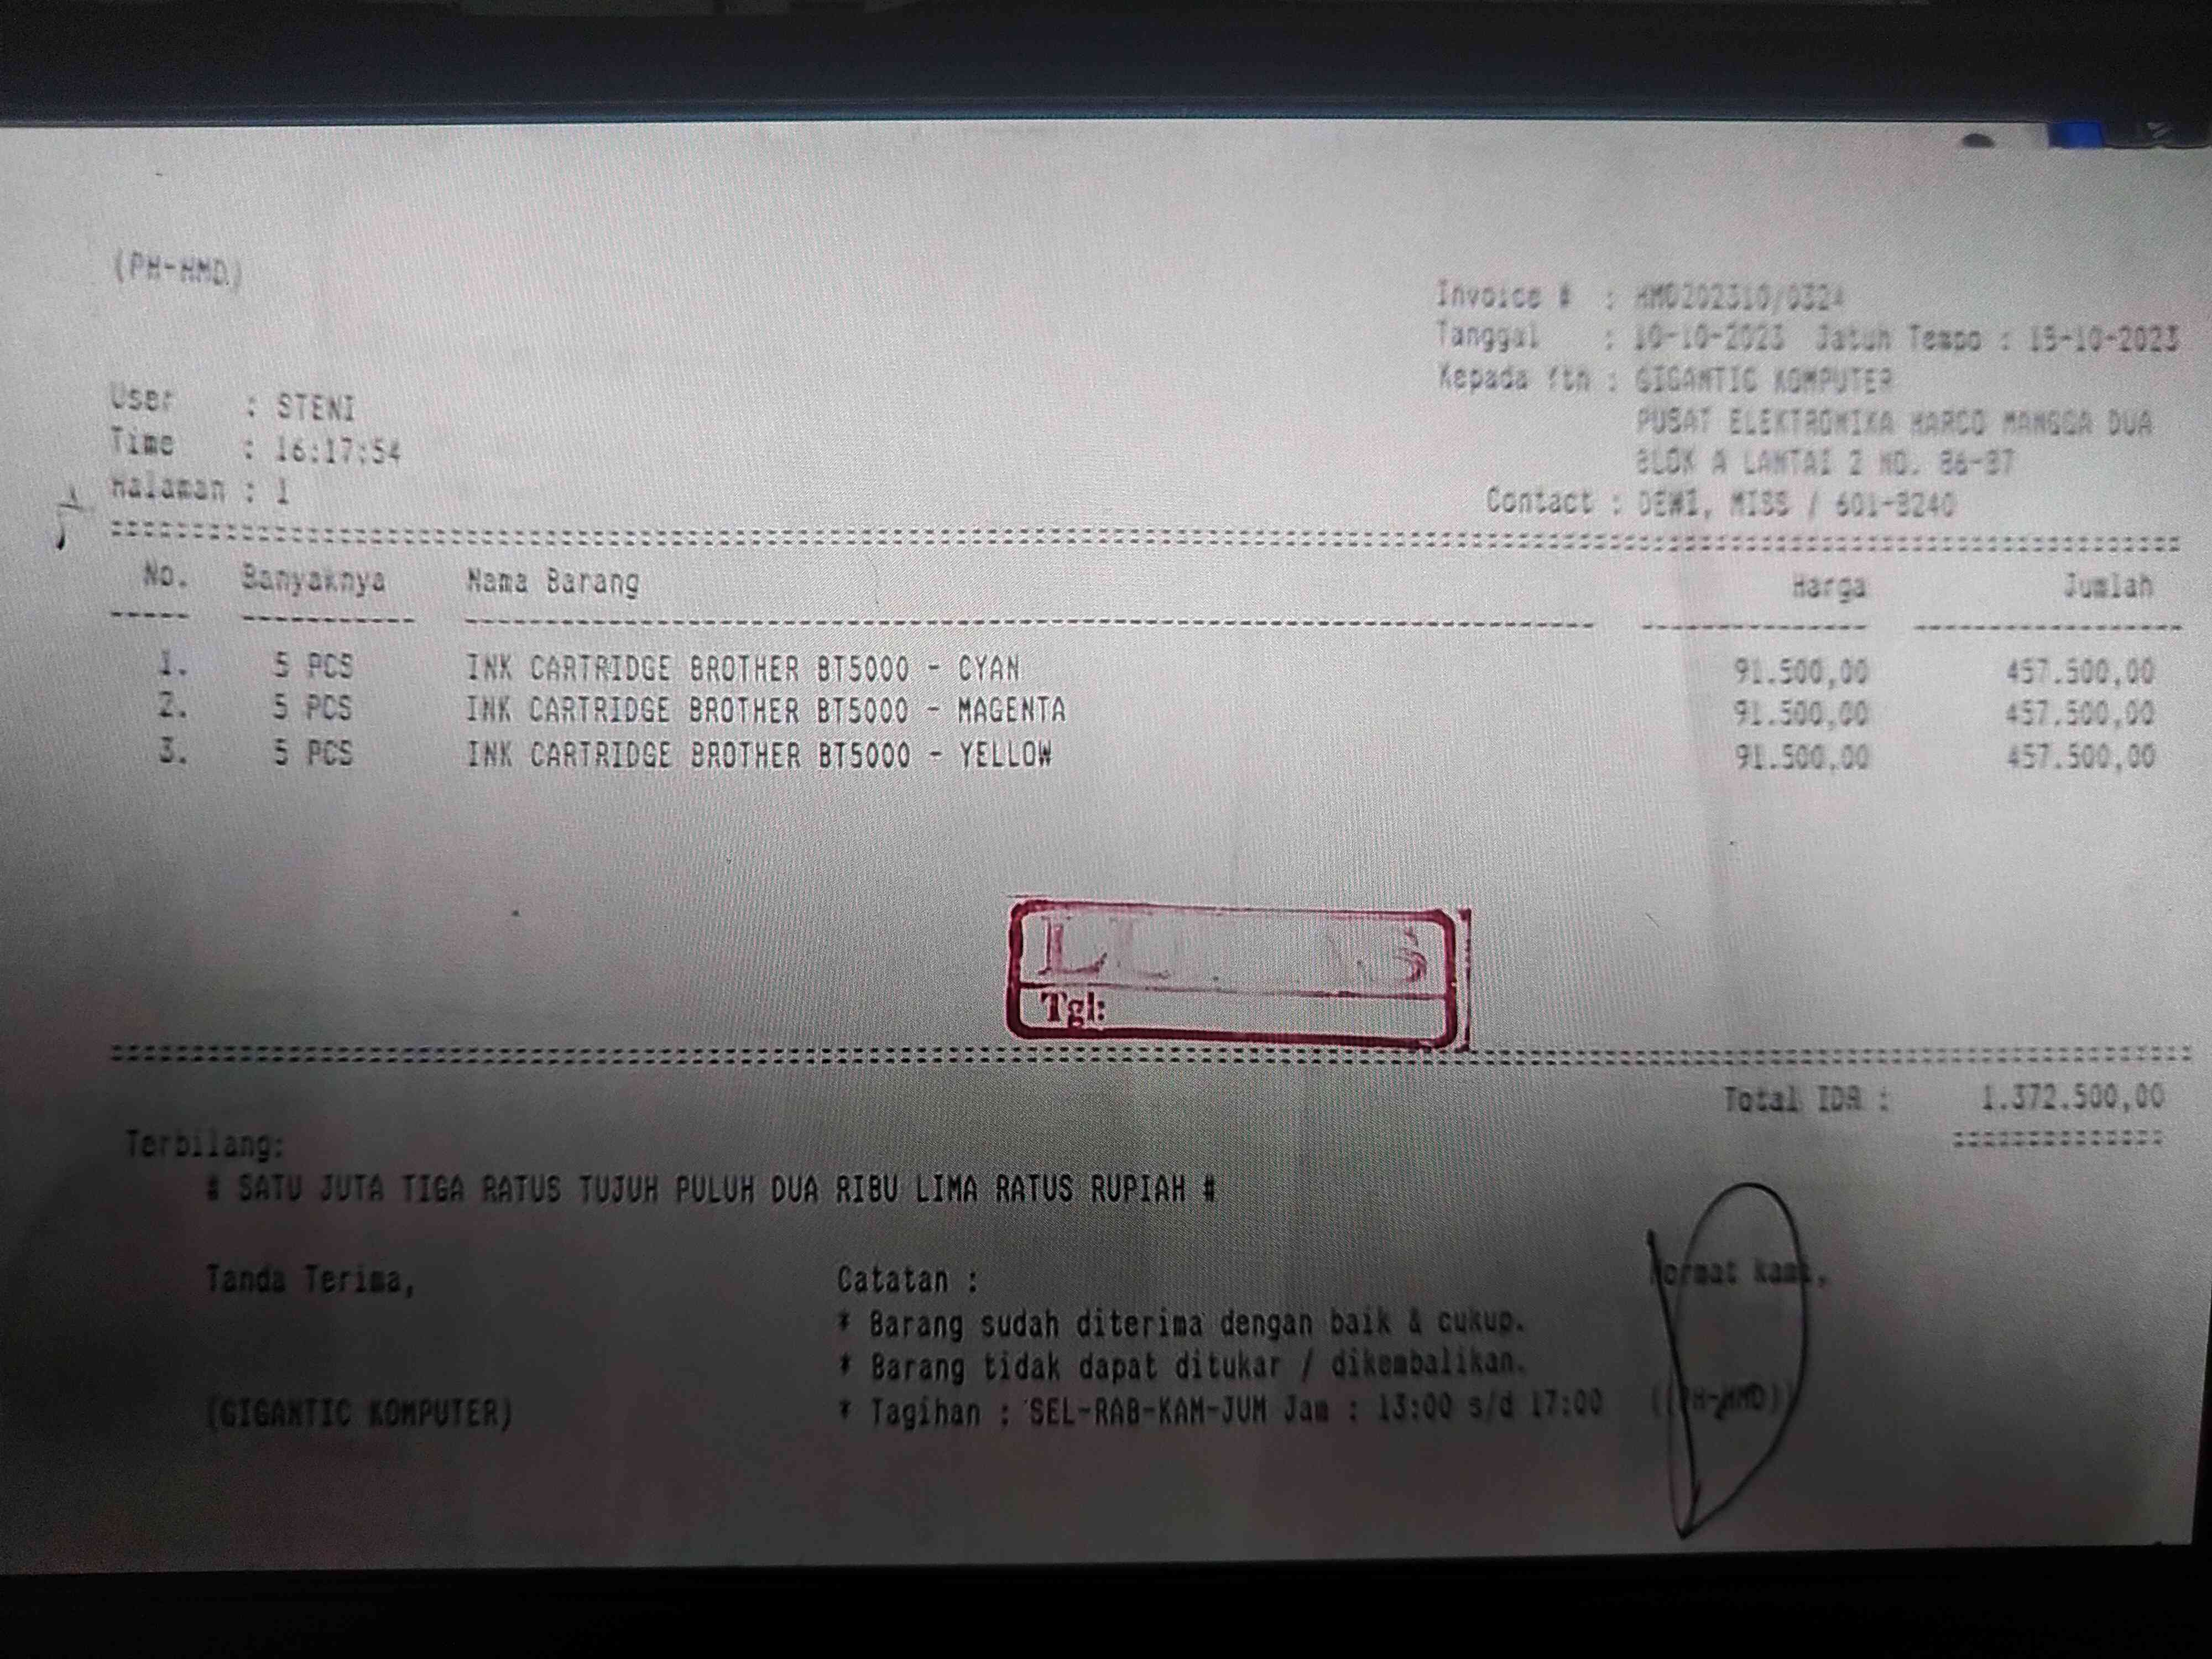 (PH-HMD)
Invoice # : HMD202310/0324
Tanggal : 10-10-2023 Jatuh Tempo : 15-10-2023
Kepada Yth : GIGANTIC KOMPUTER
PUSAT ELEKTRONIKA HARCO MANGGA DUA
BLOK A LANTAI 2 NO. 86-87
Contact : DEWI, MISS / 601-8240
User : STENI
Time : 16:17:54
Halaman : 1
No. Banyaknya Nama Barang Harga Jumlah
1. 5 PCS INK CARTRIDGE BROTHER BT5000 - CYAN 91.500,00 457.500,00
2. 5 PCS INK CARTRIDGE BROTHER BT5000 - MAGENTA 91.500,00 457.500,00
3. 5 PCS INK CARTRIDGE BROTHER BT5000 - YELLOW 91.500,00 457.500,00
Tgl:
Total IDR : 1.372.500,00
Terbilang:
# SATU JUTA TIGA RATUS TUJUH PULUH DUA RIBU LIMA RATUS RUPIAH #
Tanda Terima, Catatan : Hormat kami,
* Barang sudah diterima dengan baik & cukup.
* Barang tidak dapat ditukar / dikembalikan.
(GIGANTIC KOMPUTER) * Tagihan : SEL-RAB-KAM-JUM Jam : 13:00 s/d 17:00 ((PH-HMD))